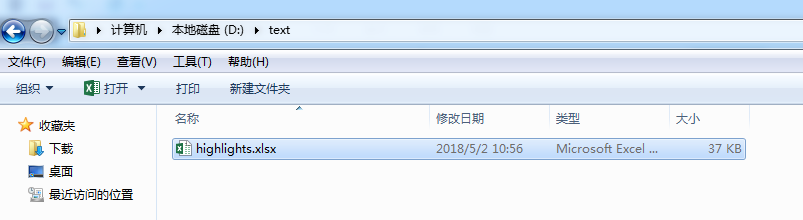 计算机 本地磁盘 (D:) text
文件(F) 编辑(E) 查看(V) 工具(T) 帮助(H)
组织 打开 打印 新建文件夹
收藏夹
下载
桌面
最近访问的位置
名称 修改日期 类型 大小
highlights.xlsx 2018/5/2 10:56 Microsoft Excel ... 37 KB